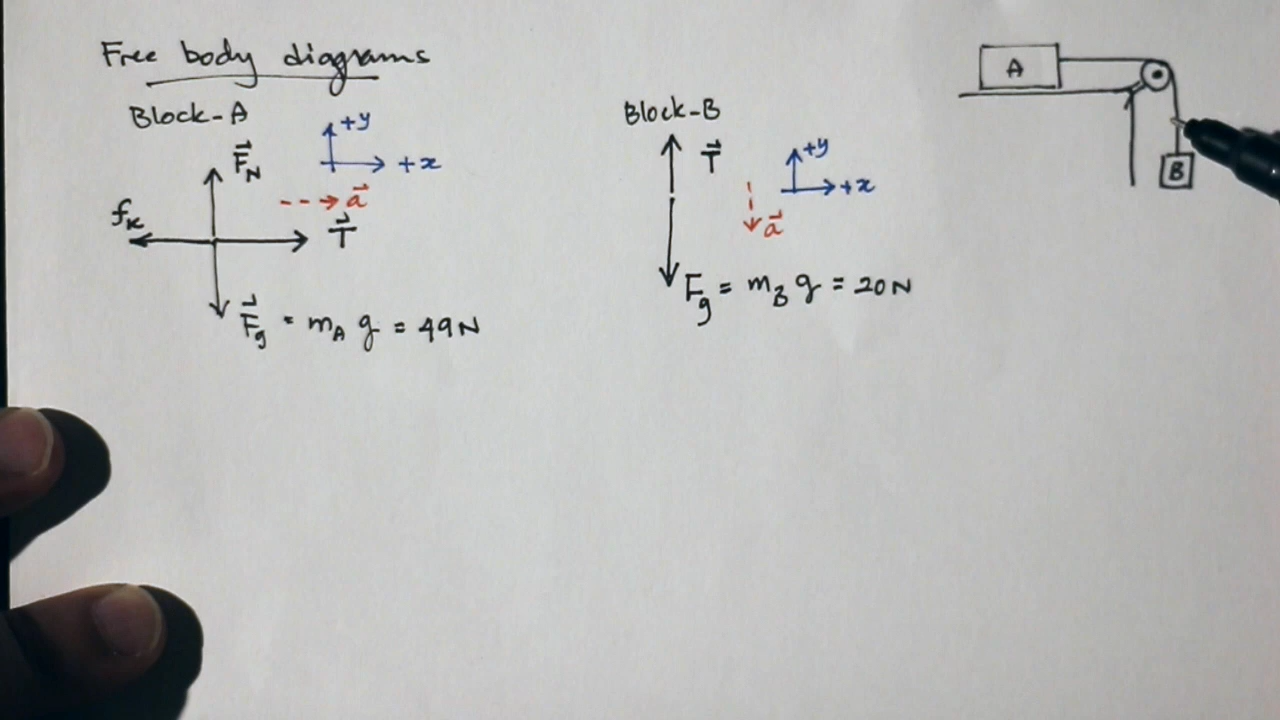 Free body diagrams
Block-A
+y
F_N
+x
a
f_k
T
F_g = m_A g = 49N
Block-B
+y
T
+x
a
F_g = m_B g = 20N
A
B